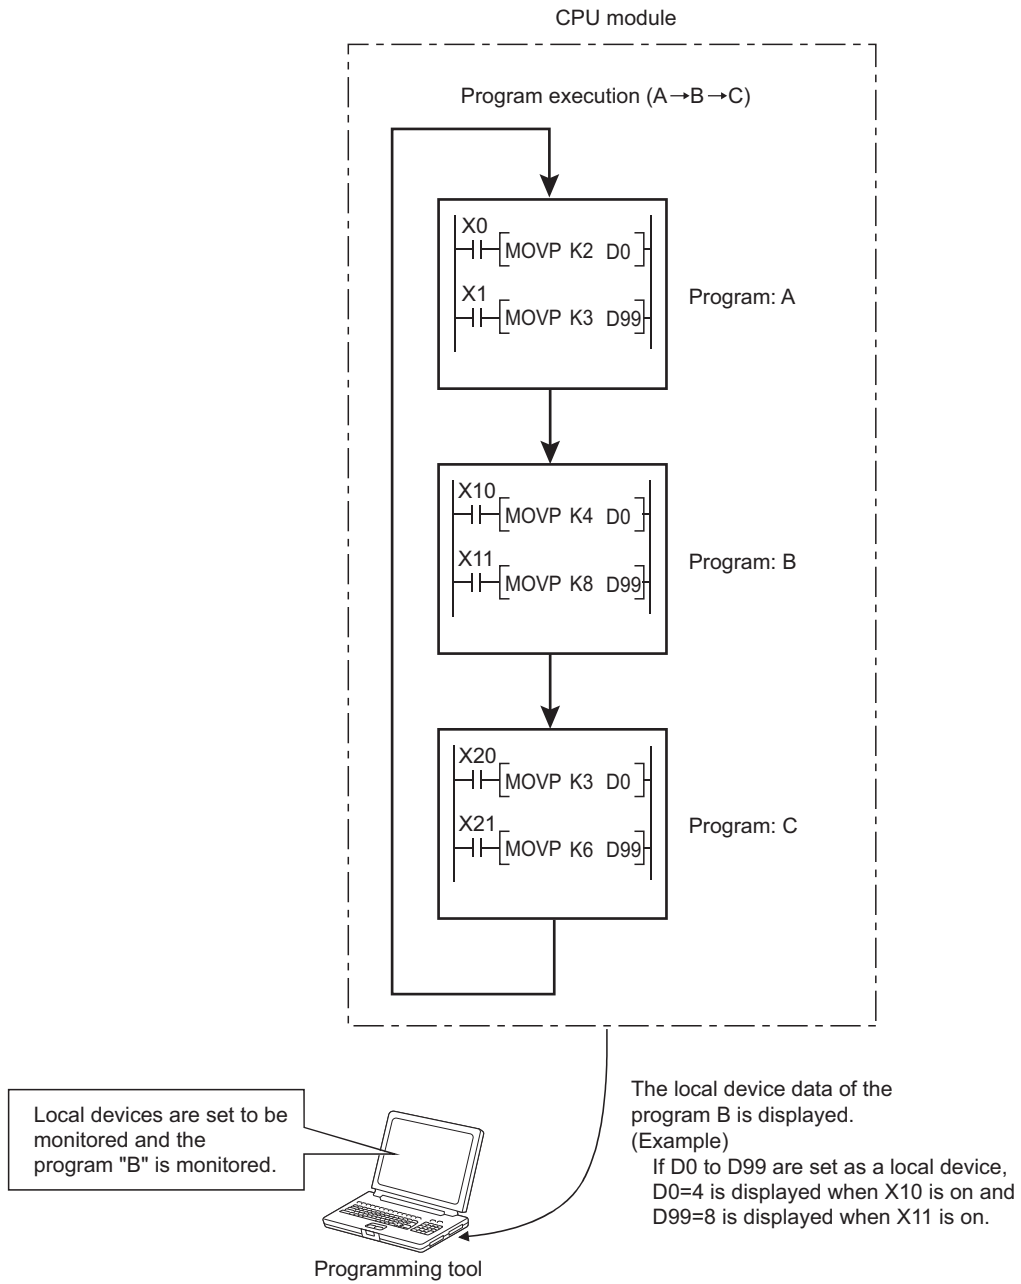 CPU module
Program execution (A→B→C)
X0
MOVP K2 D0
X1
MOVP K3 D99
Program: A
X10
MOVP K4 D0
X11
MOVP K8 D99
Program: B
X20
MOVP K3 D0
X21
MOVP K6 D99
Program: C
Local devices are set to be
monitored and the
program "B" is monitored.
The local device data of the
program B is displayed.
(Example)
If D0 to D99 are set as a local device,
D0=4 is displayed when X10 is on and
D99=8 is displayed when X11 is on.
Programming tool